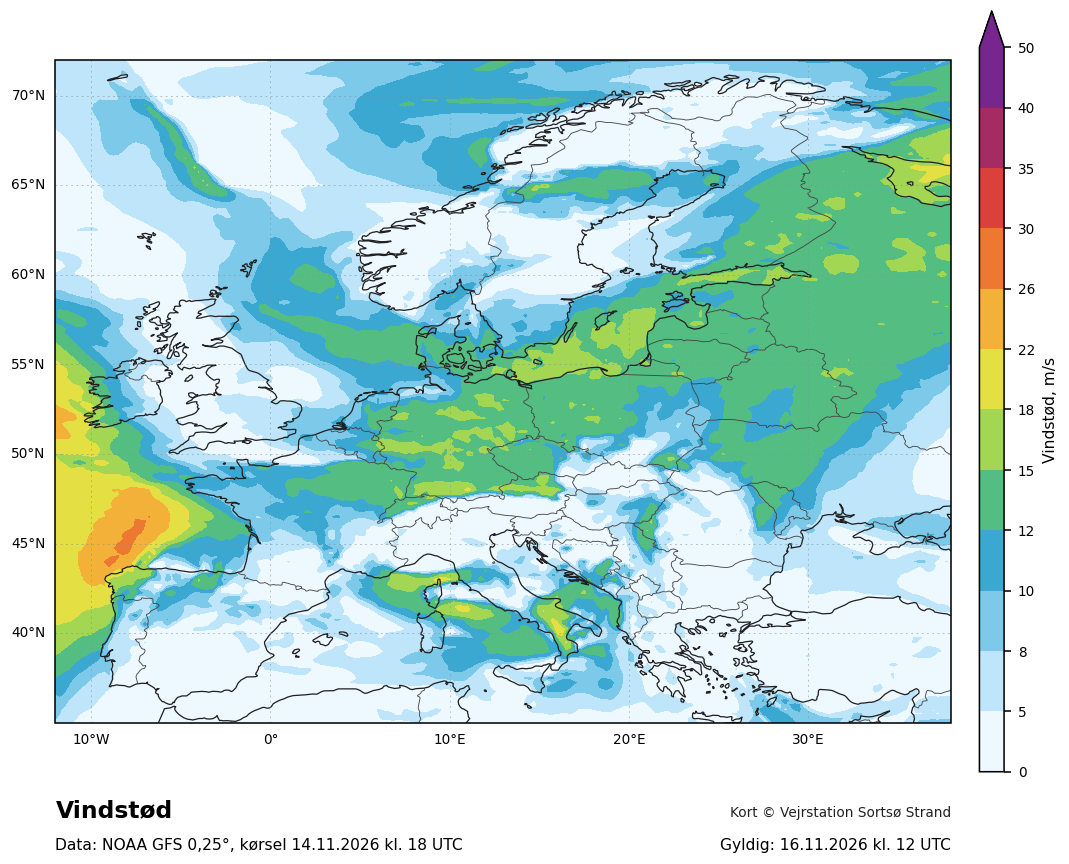 70°N
65°N
60°N
55°N
50°N
45°N
40°N
10°W
0°
10°E
20°E
30°E
50
40
35
30
26
22
18
15
12
10
8
5
0
Vindstød, m/s
Vindstød
Kort © Vejrstation Sortsø Strand
Data: NOAA GFS 0,25°, kørsel 14.11.2026 kl. 18 UTC
Gyldig: 16.11.2026 kl. 12 UTC